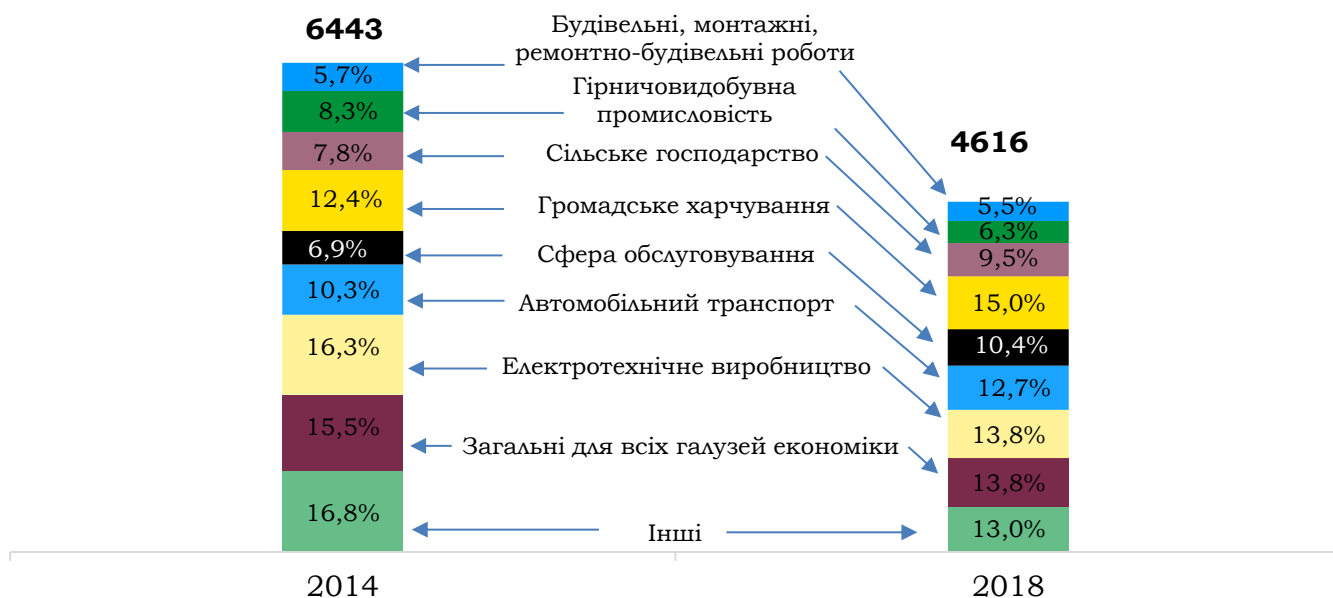 6443
5,7%
8,3%
7,8%
12,4%
6,9%
10,3%
16,3%
15,5%
16,8%
2014
Будівельні, монтажні,
ремонтно-будівельні роботи
Гірничовидобувна
промисловість
Сільське господарство
Громадське харчування
Сфера обслуговування
Автомобільний транспорт
Електротехнічне виробництво
Загальні для всіх галузей економіки
Інші
4616
5,5%
6,3%
9,5%
15,0%
10,4%
12,7%
13,8%
13,8%
13,0%
2018